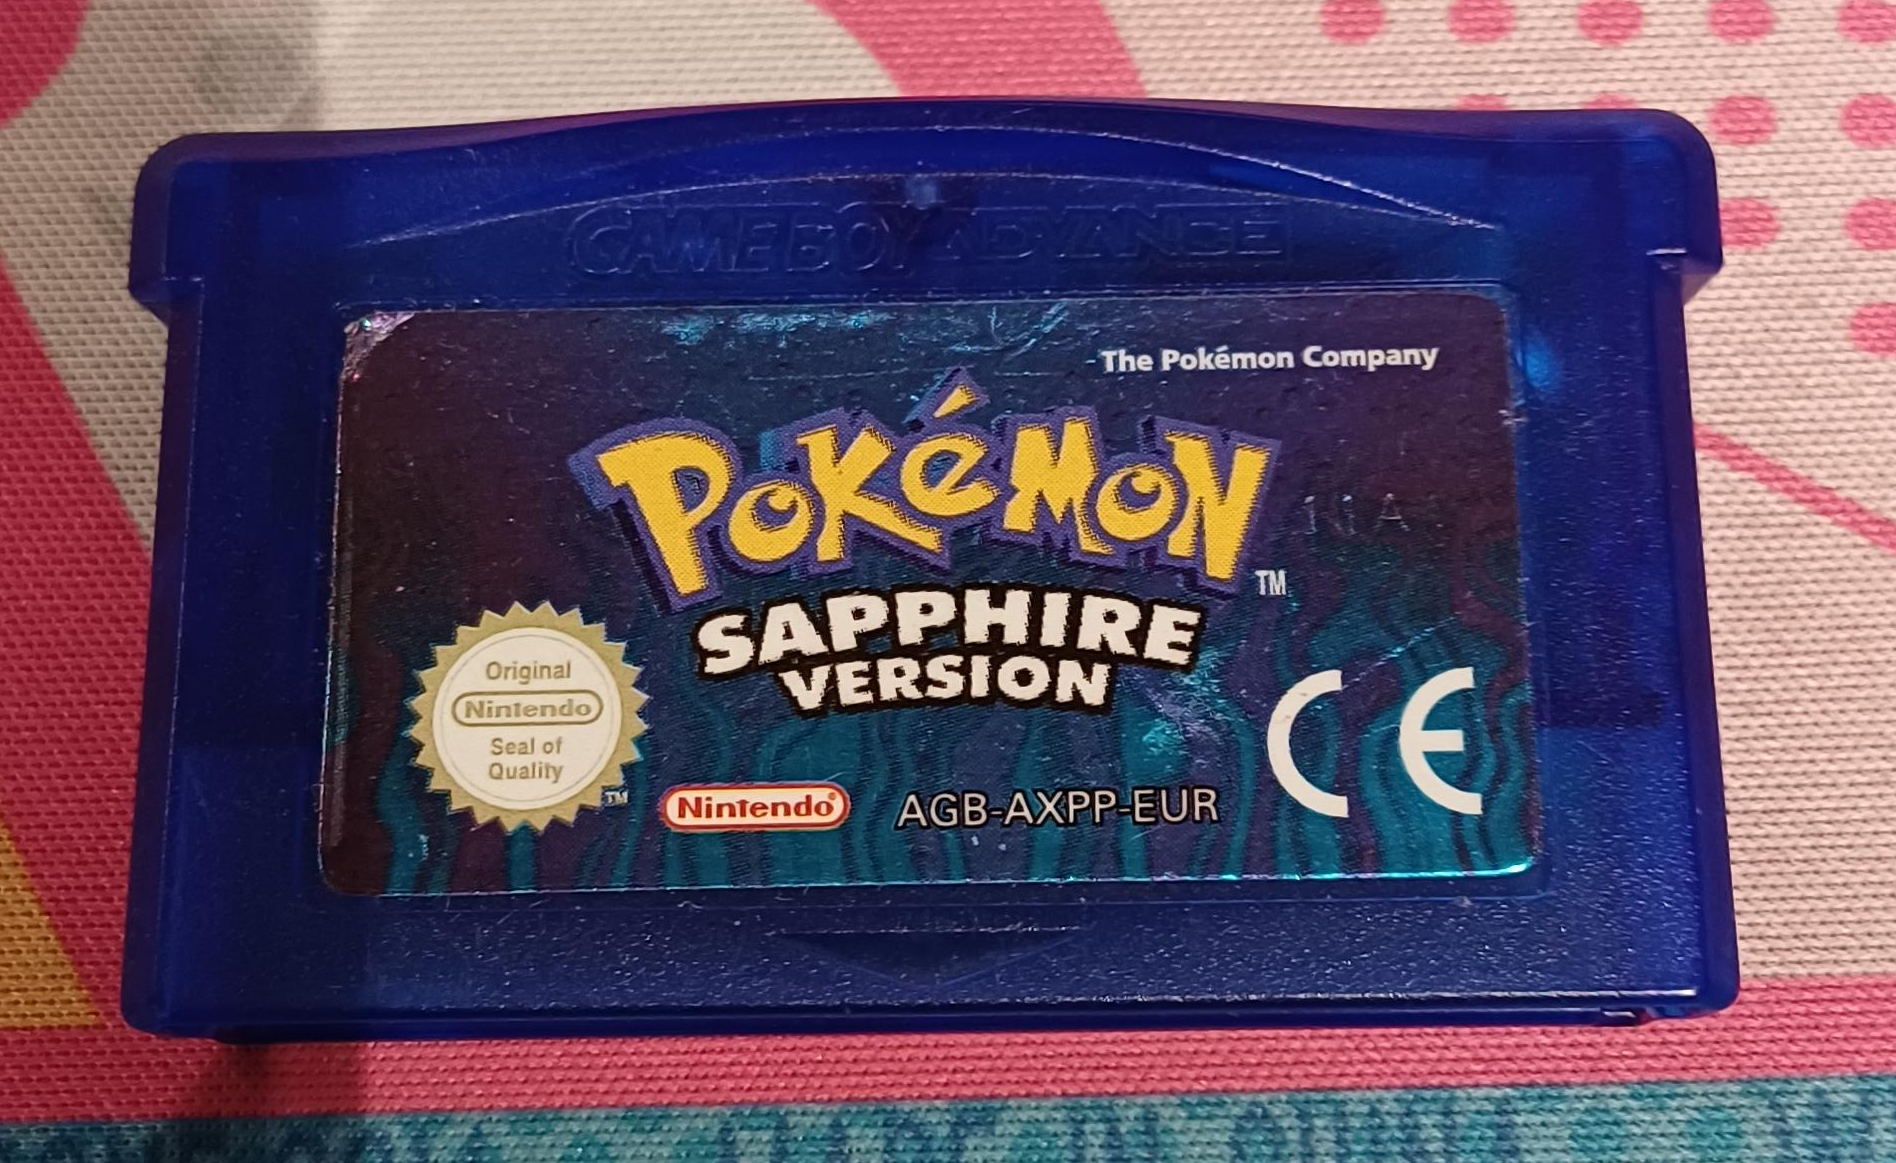 GAME BOY ADVANCE
The Pokémon Company
POKéMON
TM
SAPPHIRE
VERSION
Original
Nintendo
Seal of
Quality
TM
Nintendo®
AGB-AXPP-EUR
CE